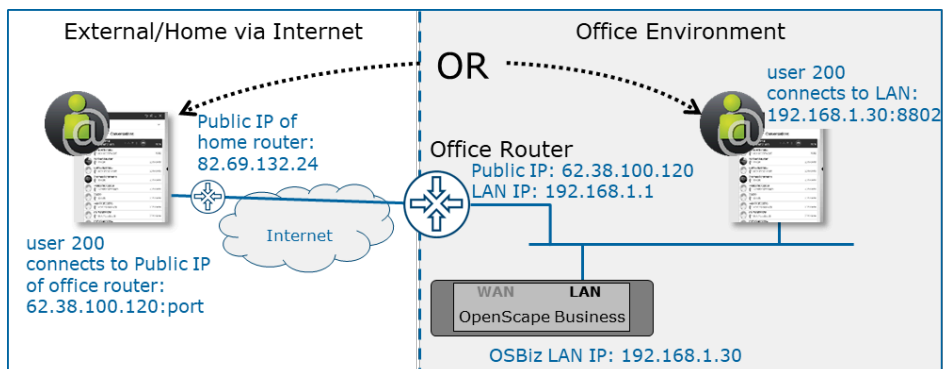 External/Home via Internet
Office Environment
OR
user 200
connects to LAN:
192.168.1.30:8802
Public IP of
home router:
82.69.132.24
Office Router
Public IP: 62.38.100.120
LAN IP: 192.168.1.1
Internet
user 200
connects to Public IP
of office router:
62.38.100.120:port
WAN LAN
OpenScape Business
OSBiz LAN IP: 192.168.1.30
@
@